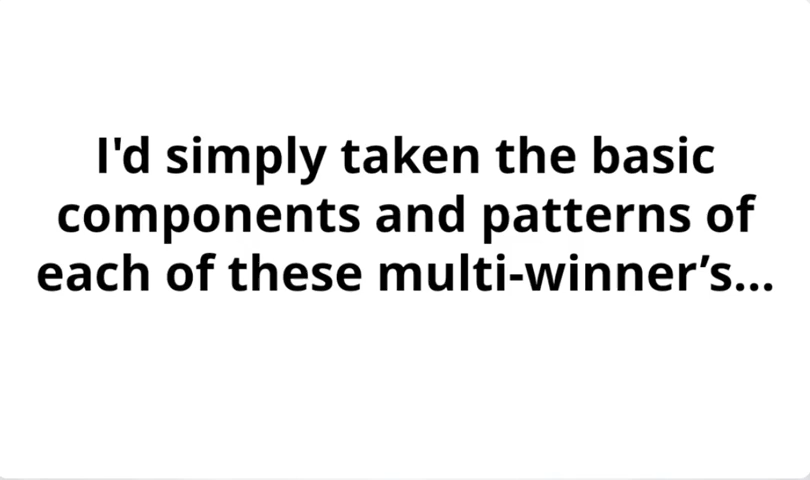 I'd simply taken the basic
components and patterns of
each of these multi-winner’s...